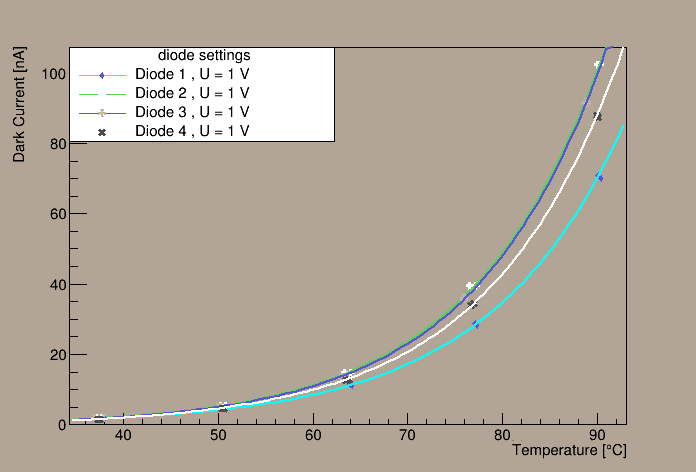 Dark Current [nA]
diode settings
Diode 1 , U = 1 V
Diode 2 , U = 1 V
Diode 3 , U = 1 V
Diode 4 , U = 1 V
100
80
60
40
20
0
40 50 60 70 80 90
Temperature [°C]